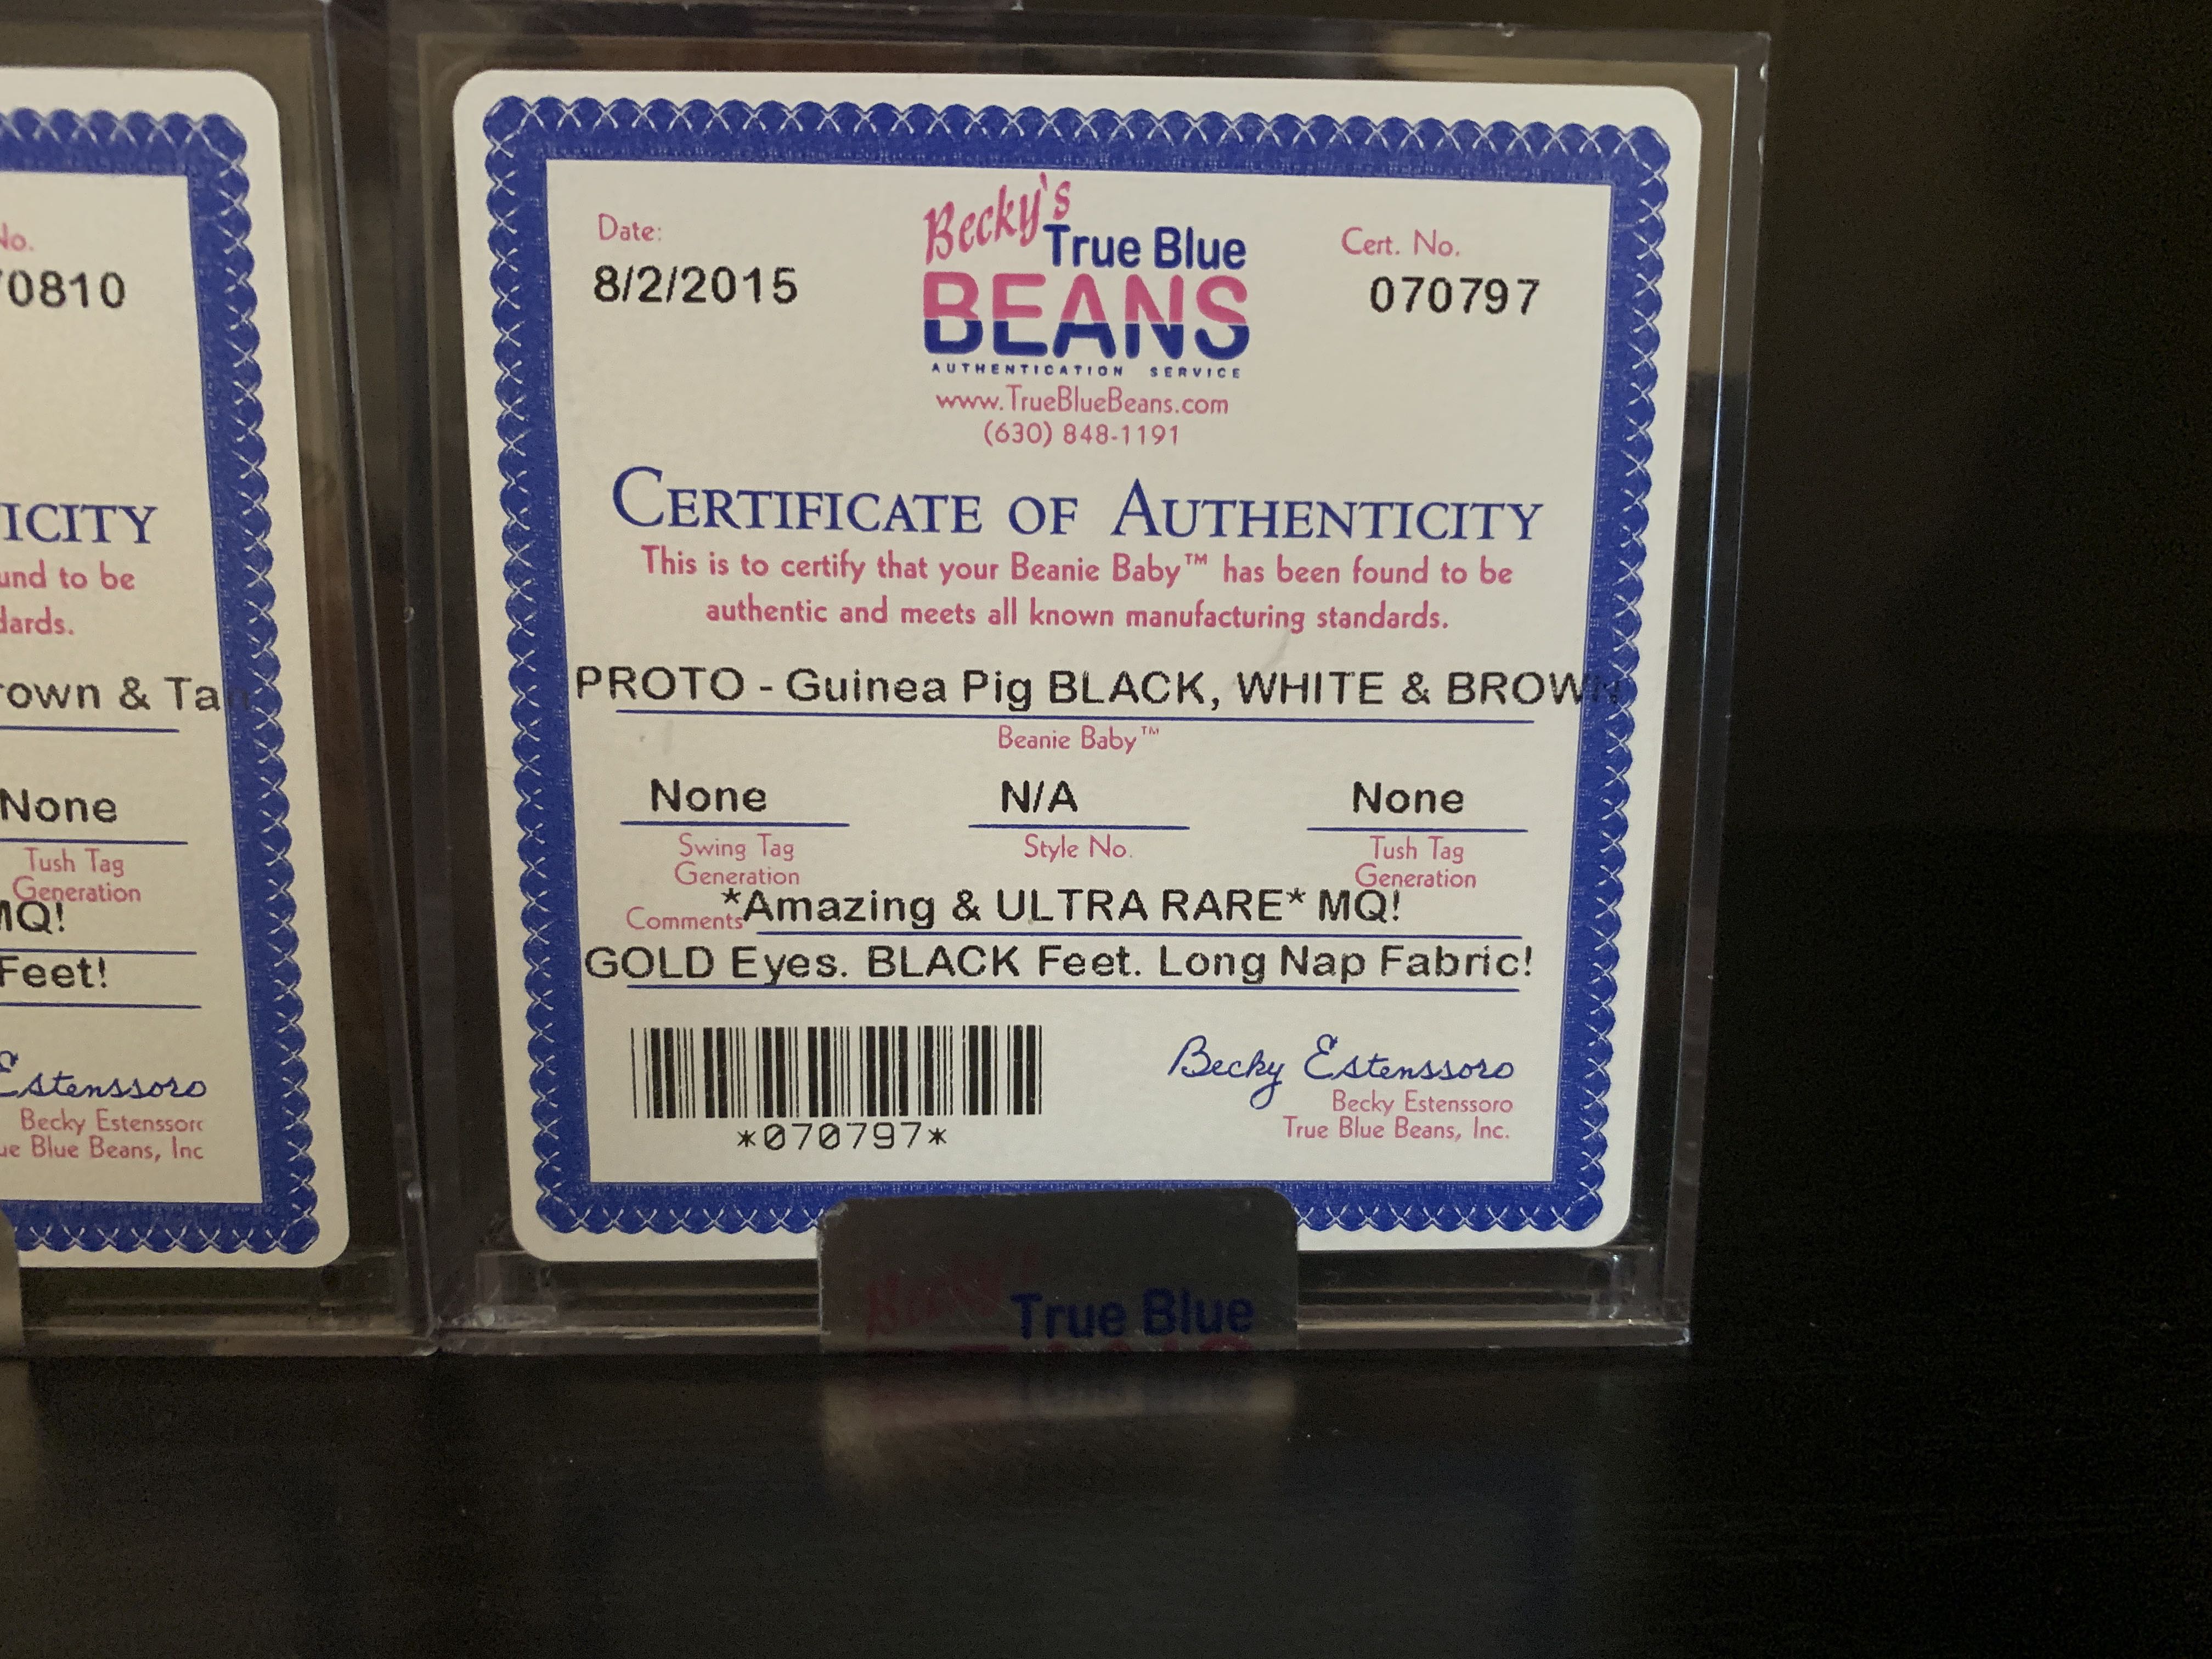 No.
70810
ICITY
und to be
dards.
rown & Tan
None
Tush Tag
Generation
MQ!
Feet!
Estenssoro
Becky Estenssoro
ue Blue Beans, Inc
Date:
8/2/2015
Becky's
True Blue
BEANS
AUTHENTICATION SERVICE
www.TrueBlueBeans.com
(630) 848-1191
Cert. No.
070797
CERTIFICATE OF AUTHENTICITY
This is to certify that your Beanie Baby™ has been found to be
authentic and meets all known manufacturing standards.
PROTO - Guinea Pig BLACK, WHITE & BROWN
Beanie Baby™
None N/A None
Swing Tag Style No. Tush Tag
Generation Generation
Comments *Amazing & ULTRA RARE* MQ!
GOLD Eyes. BLACK Feet. Long Nap Fabric!
*070797*
Becky Estenssoro
Becky Estenssoro
True Blue Beans, Inc.
Becky's
True Blue
BEANS